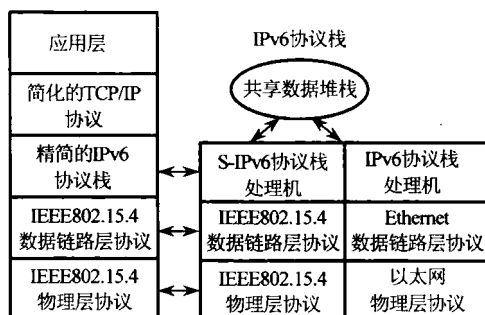 应用层
简化的TCP/IP
协议
精简的IPv6
协议栈
IEEE802.15.4
数据链路层协议
IEEE802.15.4
物理层协议
IPv6协议栈
共享数据堆栈
S-IPv6协议栈
处理机
IPv6协议栈
处理机
IEEE802.15.4
数据链路层协议
Ethernet
数据链路层协议
IEEE802.15.4
物理层协议
以太网
物理层协议